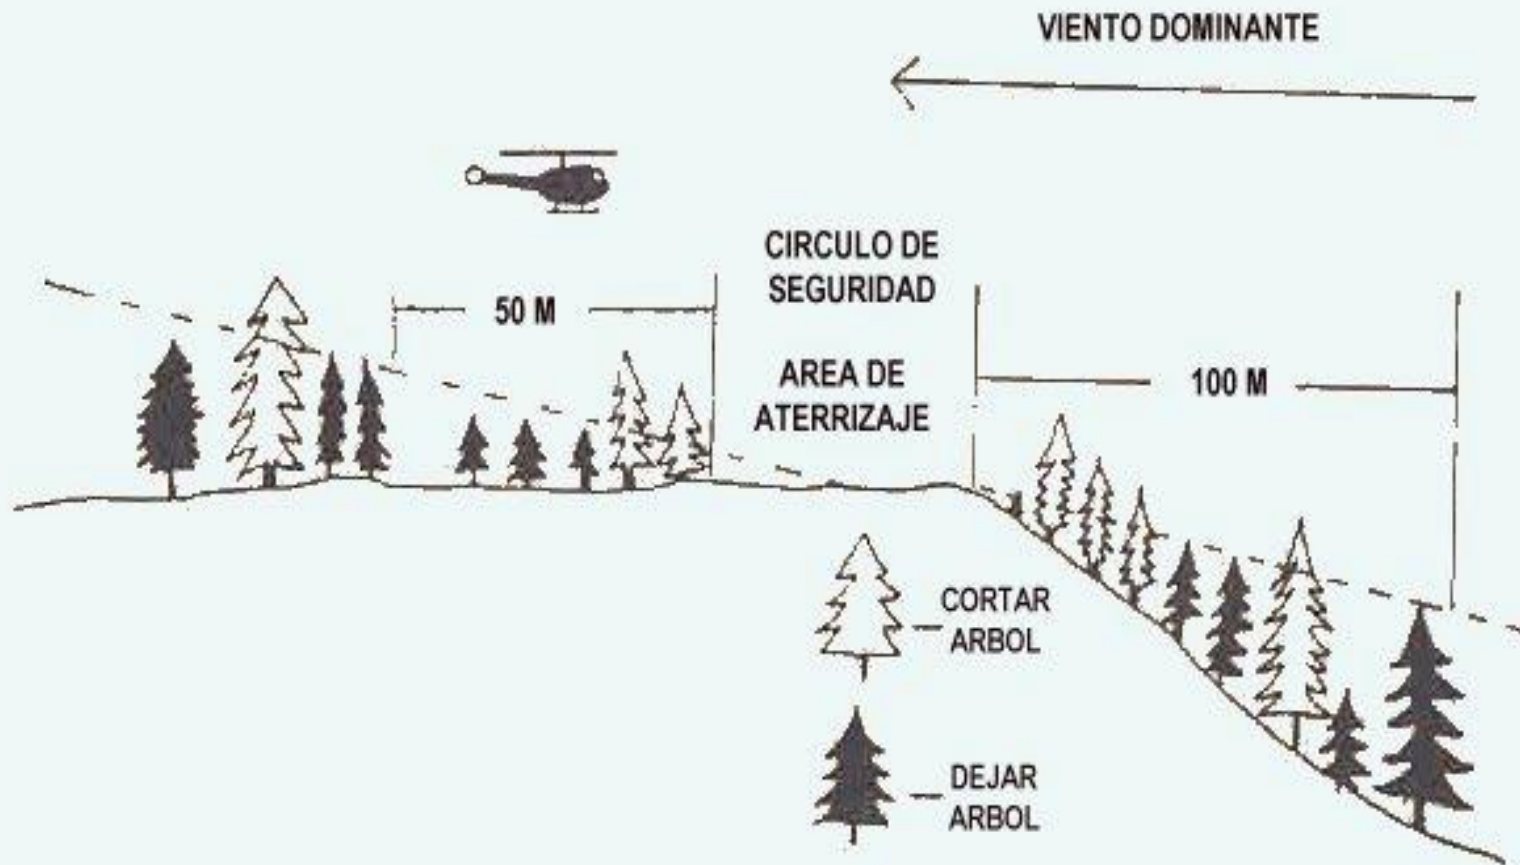 VIENTO DOMINANTE
CIRCULO DE
SEGURIDAD
50 M
AREA DE
ATERRIZAJE
100 M
CORTAR
ARBOL
DEJAR
ARBOL